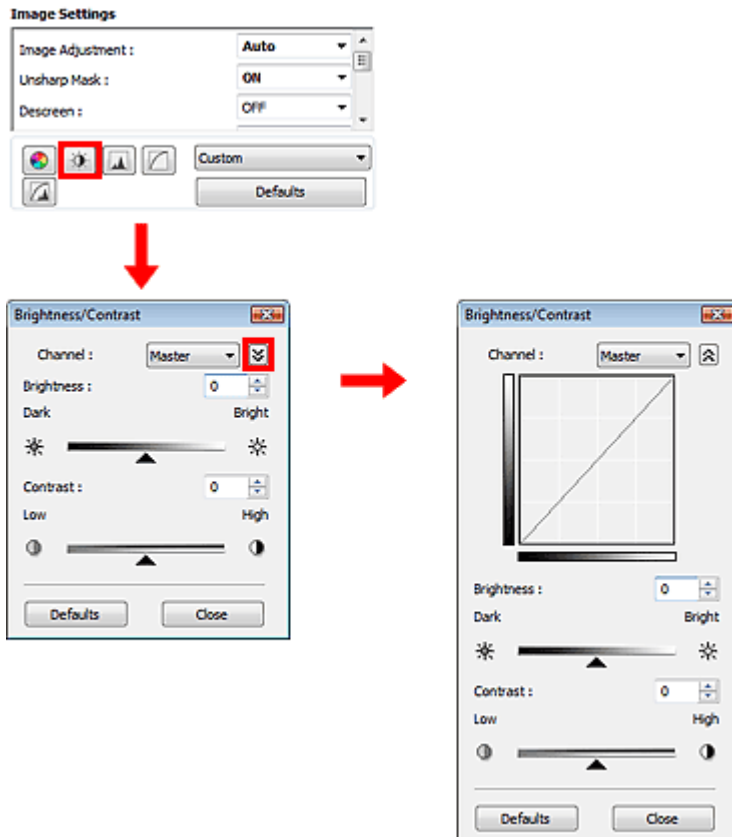 Image Settings
Image Adjustment : Auto
Unsharp Mask : ON
Descreen : OFF
Custom
Defaults
Brightness/Contrast
Channel : Master
Brightness : 0
Dark Bright
Contrast : 0
Low High
Defaults Close
Brightness/Contrast
Channel : Master
Brightness : 0
Dark Bright
Contrast : 0
Low High
Defaults Close